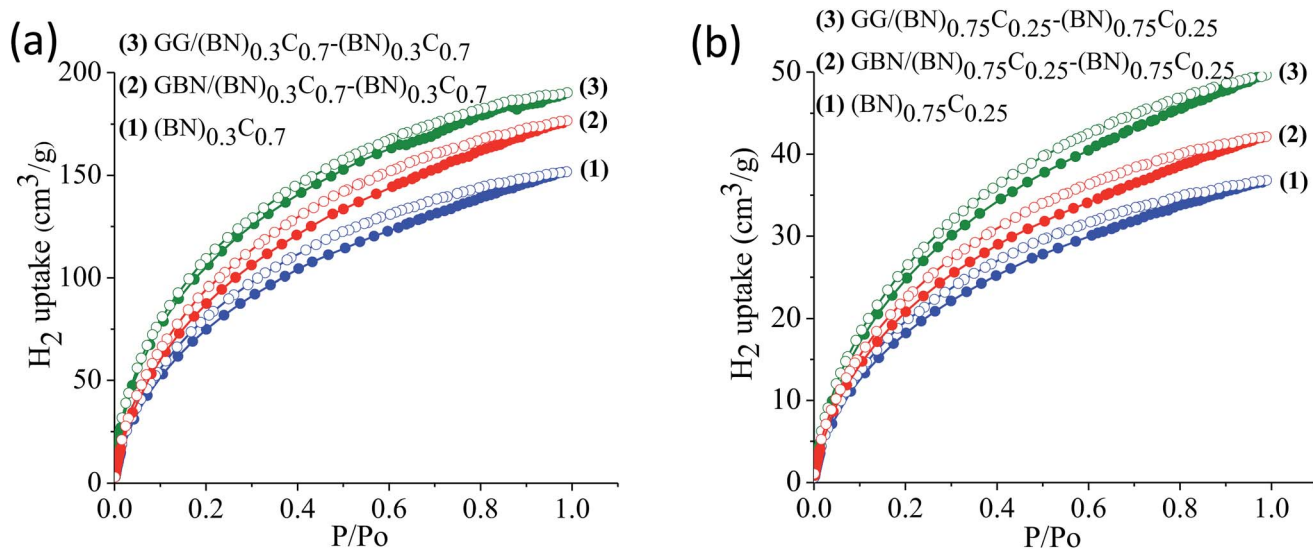 (a)
(3) GG/(BN)0.3C0.7-(BN)0.3C0.7
(2) GBN/(BN)0.3C0.7-(BN)0.3C0.7
(1) (BN)0.3C0.7
200
150
100
50
0
H2 uptake (cm³/g)
(3)
(2)
(1)
0.0 0.2 0.4 0.6 0.8 1.0
P/Po
(b)
(3) GG/(BN)0.75C0.25-(BN)0.75C0.25
(2) GBN/(BN)0.75C0.25-(BN)0.75C0.25
(1) (BN)0.75C0.25
50
40
30
20
10
0
H2 uptake (cm³/g)
(3)
(2)
(1)
0.0 0.2 0.4 0.6 0.8 1.0
P/Po